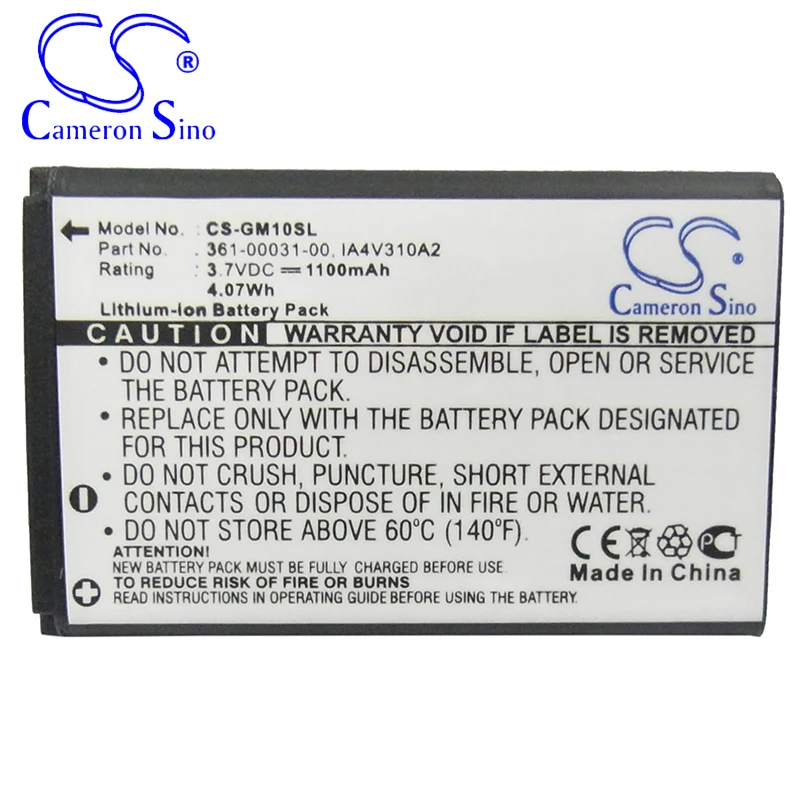 CS®
Cameron Sino
Model No. : CS-GM10SL
Part No. : 361-00031-00, IA4V310A2
Rating : 3.7VDC ⎓ 1100mAh
4.07Wh
Lithium-ion Battery Pack
CS®
Cameron Sino
CAUTION WARRANTY VOID IF LABEL IS REMOVED
• DO NOT ATTEMPT TO DISASSEMBLE, OPEN OR SERVICE
THE BATTERY PACK.
• REPLACE ONLY WITH THE BATTERY PACK DESIGNATED
FOR THIS PRODUCT.
• DO NOT CRUSH, PUNCTURE, SHORT EXTERNAL
CONTACTS OR DISPOSE OF IN FIRE OR WATER.
• DO NOT STORE ABOVE 60°C (140°F).
ATTENTION!
NEW BATTERY PACK MUST BE FULLY CHARGED BEFORE USE
TO REDUCE RISK OF FIRE OR BURNS
READ INSTRUCTIONS IN OPERATING GUIDE BEFORE USING THE BATTERY.
CE
Made In China